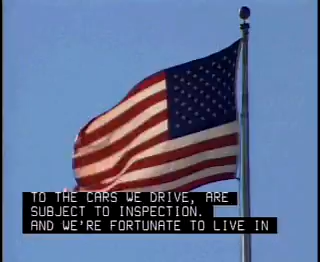 TO THE CARS WE DRIVE, ARE
SUBJECT TO INSPECTION.
AND WE'RE FORTUNATE TO LIVE IN